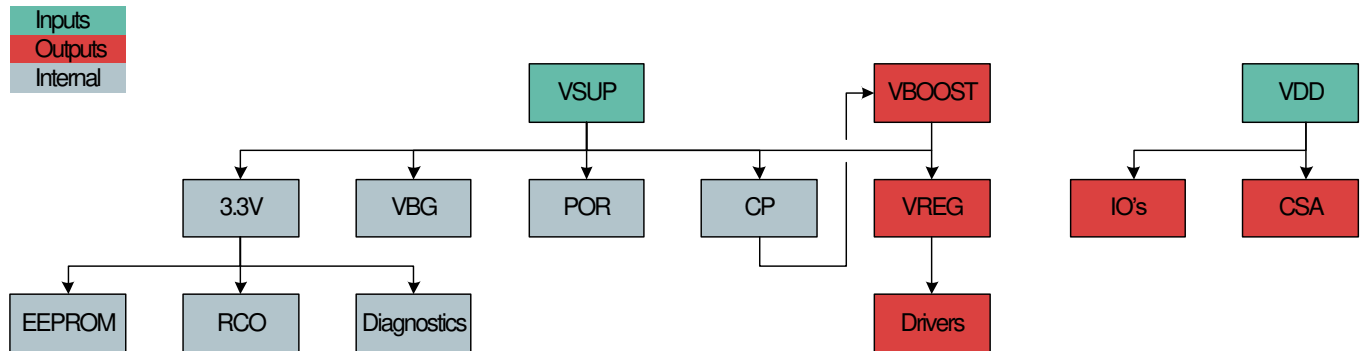 Inputs
Outputs
Internal
VSUP
VBOOST
VDD
3.3V
VBG
POR
CP
VREG
IO's
CSA
EEPROM
RCO
Diagnostics
Drivers